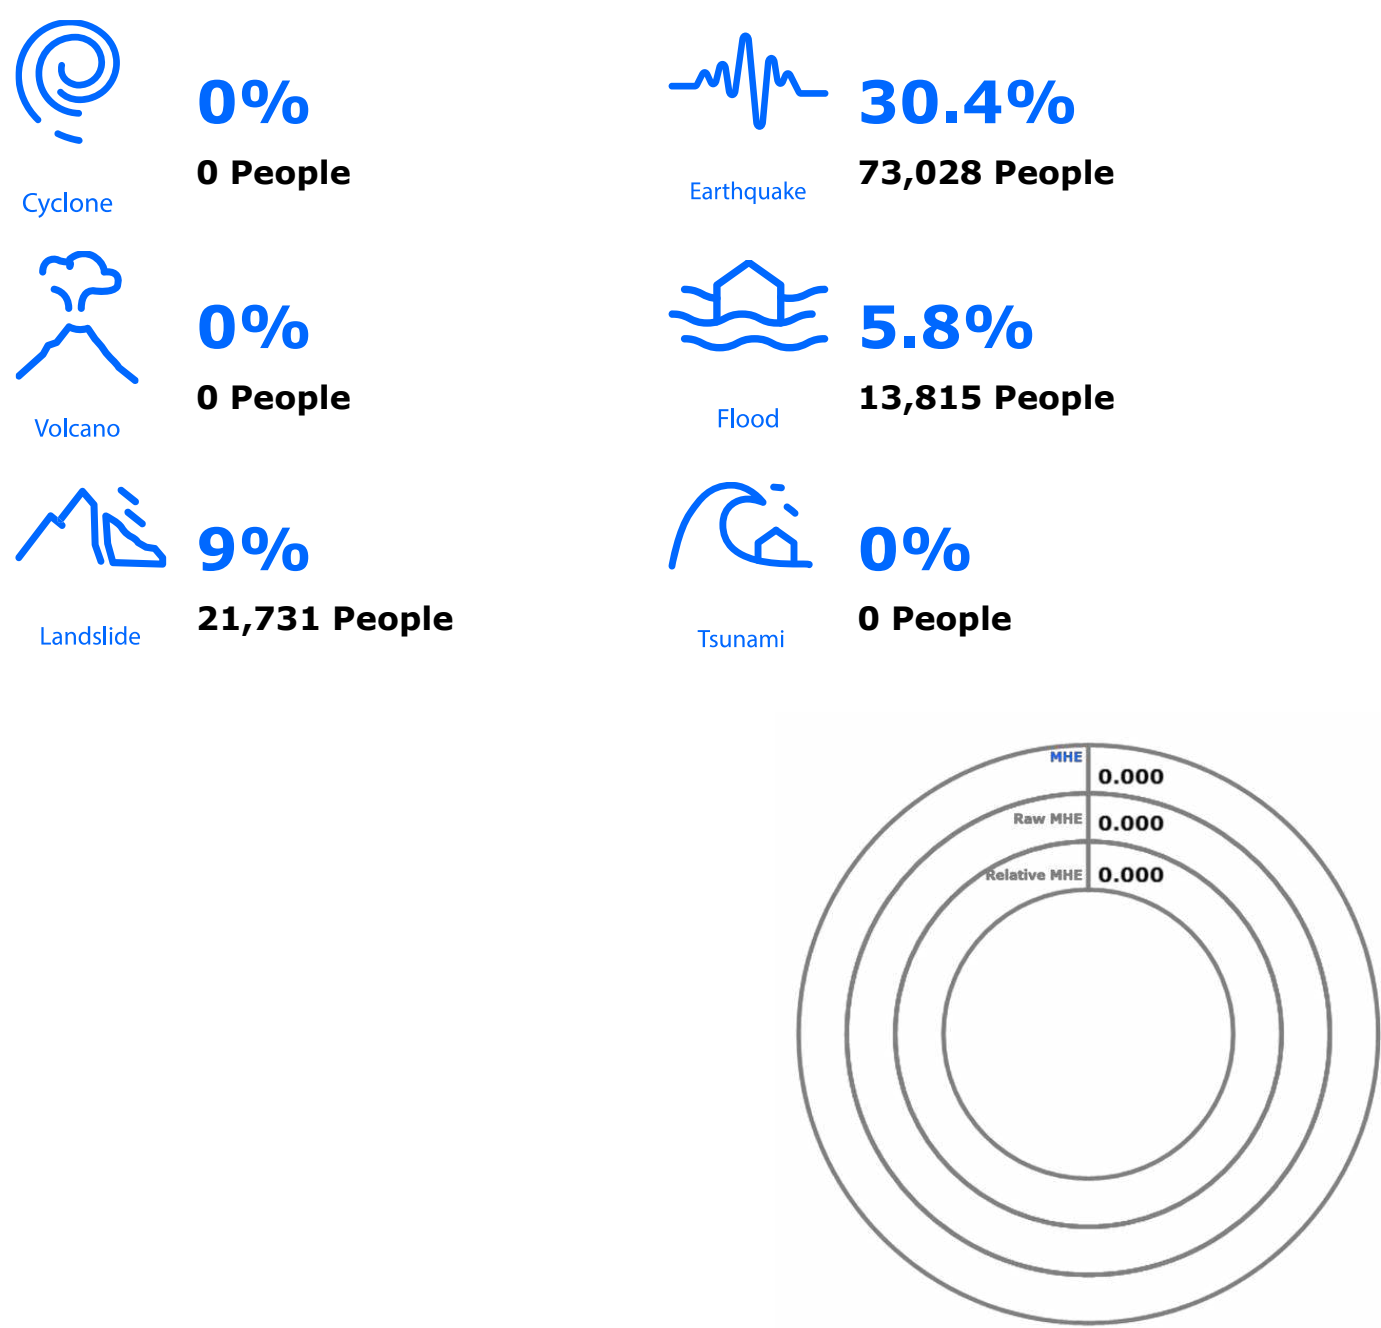 0%
0 People
Cyclone
30.4%
73,028 People
Earthquake
0%
0 People
Volcano
5.8%
13,815 People
Flood
9%
21,731 People
Landslide
0%
0 People
Tsunami
MHE 0.000
Raw MHE 0.000
Relative MHE 0.000